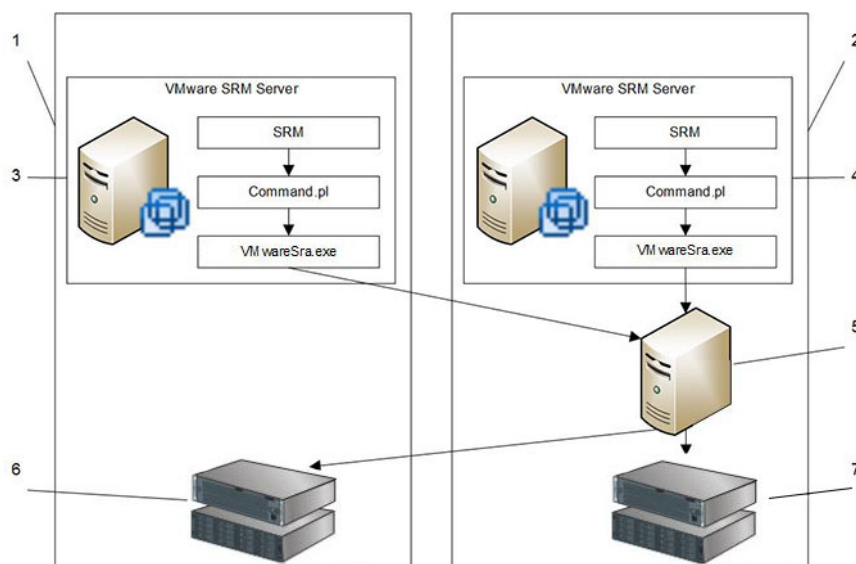 1
2
VMware SRM Server
VMware SRM Server
SRM
SRM
3
4
Command.pl
Command.pl
VMwareSra.exe
VMwareSra.exe
5
6
7